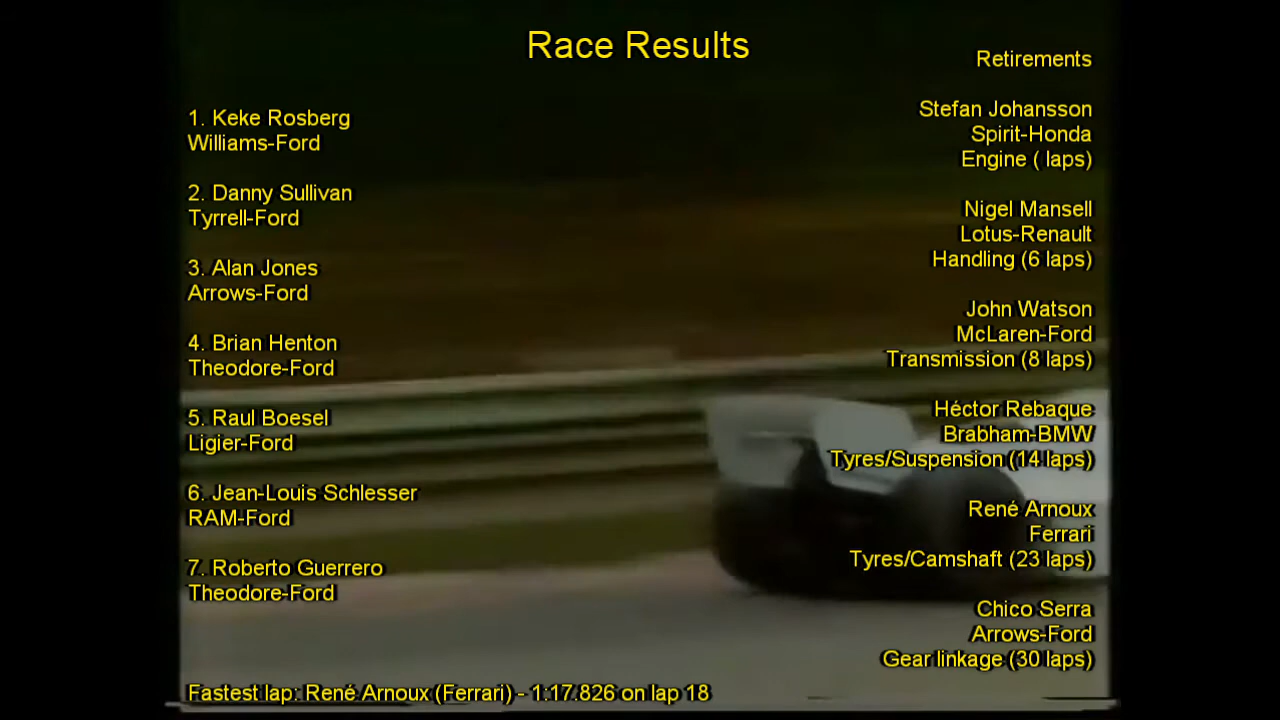 Race Results
1. Keke Rosberg
Williams-Ford
2. Danny Sullivan
Tyrrell-Ford
3. Alan Jones
Arrows-Ford
4. Brian Henton
Theodore-Ford
5. Raul Boesel
Ligier-Ford
6. Jean-Louis Schlesser
RAM-Ford
7. Roberto Guerrero
Theodore-Ford
Fastest lap: René Arnoux (Ferrari) - 1:17.826 on lap 18
Retirements
Stefan Johansson
Spirit-Honda
Engine ( laps)
Nigel Mansell
Lotus-Renault
Handling (6 laps)
John Watson
McLaren-Ford
Transmission (8 laps)
Héctor Rebaque
Brabham-BMW
Tyres/Suspension (14 laps)
René Arnoux
Ferrari
Tyres/Camshaft (23 laps)
Chico Serra
Arrows-Ford
Gear linkage (30 laps)